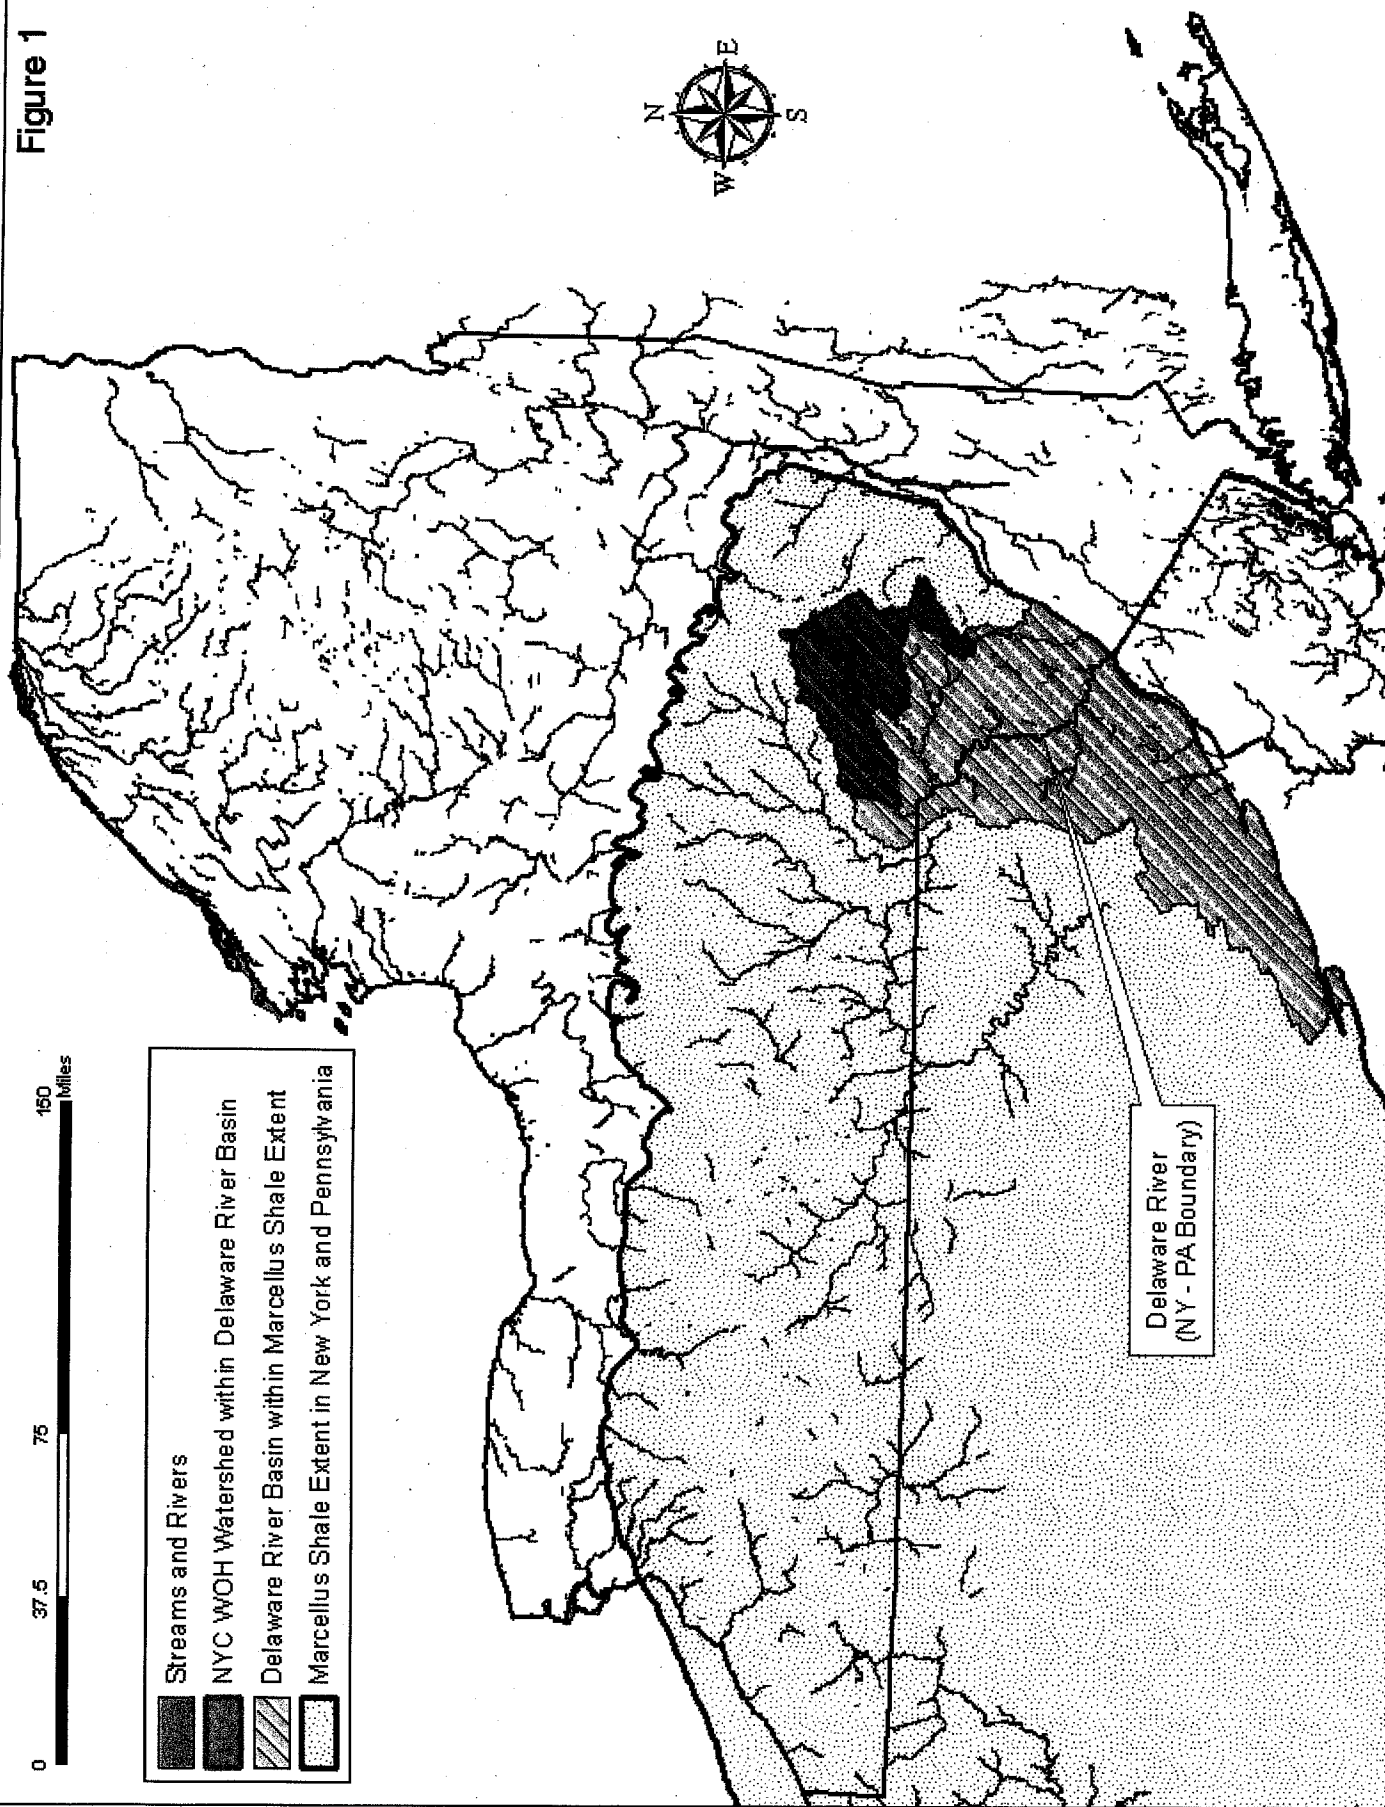 Figure 1
0 37.5 75 150
Miles
Streams and Rivers
NYC WOH Watershed within Delaware River Basin
Delaware River Basin within Marcellus Shale Extent
Marcellus Shale Extent in New York and Pennsylvania
N
W E
S
Delaware River
(NY - PA Boundary)